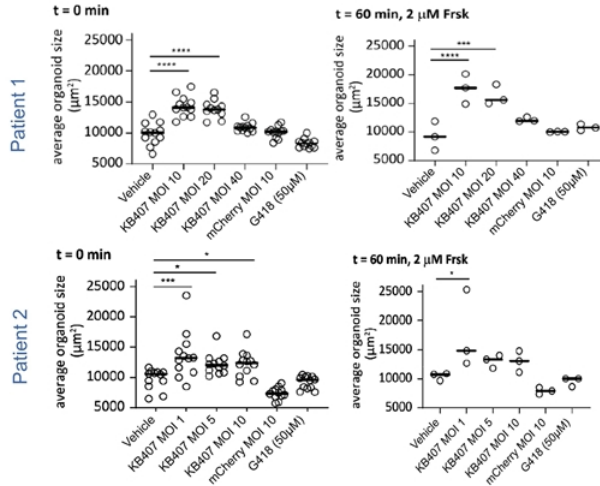 Patient 1
t = 0 min
average organoid size
(µm²)
25000
20000
15000
10000
5000
****
****
Vehicle
KB407 MOI 10
KB407 MOI 20
KB407 MOI 40
mCherry MOI 10
G418 (50µM)
t = 60 min, 2 µM Frsk
average organoid size
(µm²)
25000
20000
15000
10000
5000
***
****
Vehicle
KB407 MOI 10
KB407 MOI 20
KB407 MOI 40
mCherry MOI 10
G418 (50µM)
Patient 2
t = 0 min
average organoid size
(µm²)
25000
20000
15000
10000
5000
*
*
***
Vehicle
KB407 MOI 1
KB407 MOI 5
KB407 MOI 10
mCherry MOI 10
G418 (50µM)
t = 60 min, 2 µM Frsk
average organoid size
(µm²)
25000
20000
15000
10000
5000
*
Vehicle
KB407 MOI 1
KB407 MOI 5
KB407 MOI 10
mCherry MOI 10
G418 (50µM)